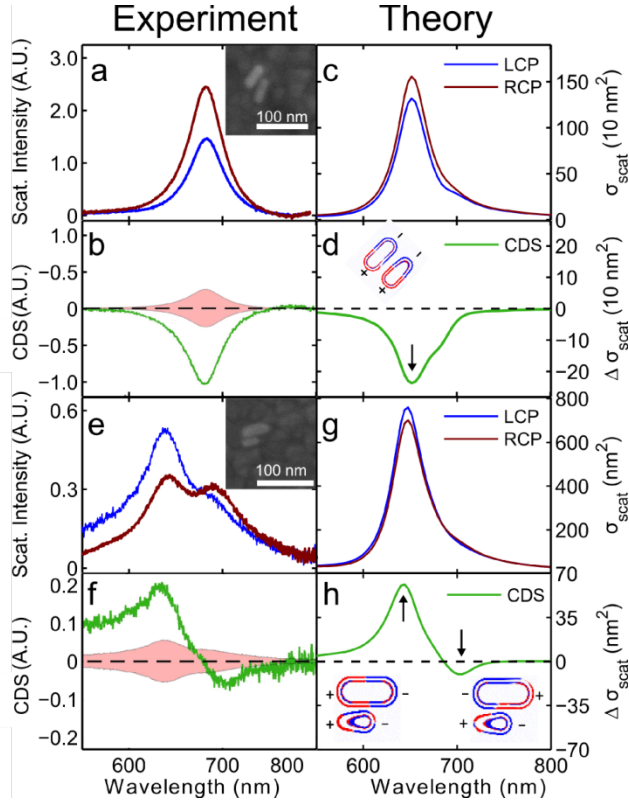 Experiment
Theory
a
3.0
2.0
1.0
0
Scat. Intensity (A.U.)
100 nm
c
LCP
RCP
150
100
50
0
σscat (10 nm²)
b
1.0
0.5
0
−0.5
−1.0
CDS(A.U.)
d
CDS
+
+
-
-
20
10
0
−10
−20
Δ σscat (10 nm²)
e
0.6
0.3
0
Scat. Intensity (A.U.)
100 nm
g
LCP
RCP
800
600
400
200
σscat (nm²)
f
0.2
0.1
0
−0.1
−0.2
CDS(A.U.)
600
700
800
Wavelength (nm)
h
CDS
+
-
+
-
+
+
-
70
35
0
−35
−70
Δ σscat (nm²)
600
700
800
Wavelength (nm)